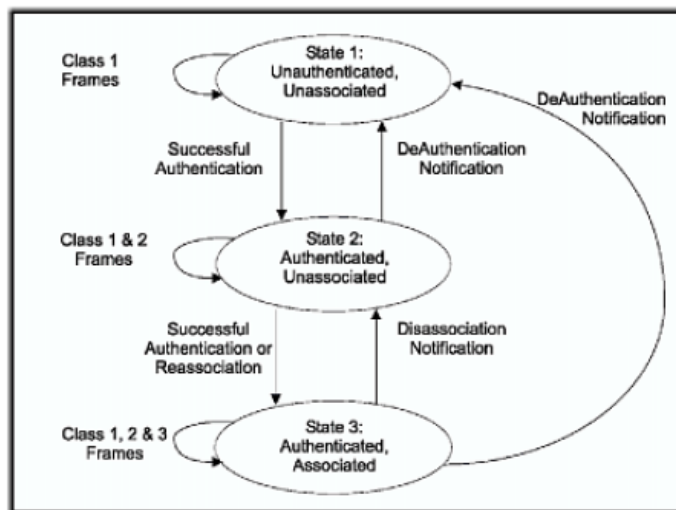 State 1:
Unauthenticated,
Unassociated
Class 1
Frames
DeAuthentication
Notification
Successful
Authentication
DeAuthentication
Notification
Class 1 & 2
Frames
State 2:
Authenticated,
Unassociated
Successful
Authentication or
Reassociation
Disassociation
Notification
Class 1, 2 & 3
Frames
State 3:
Authenticated,
Associated